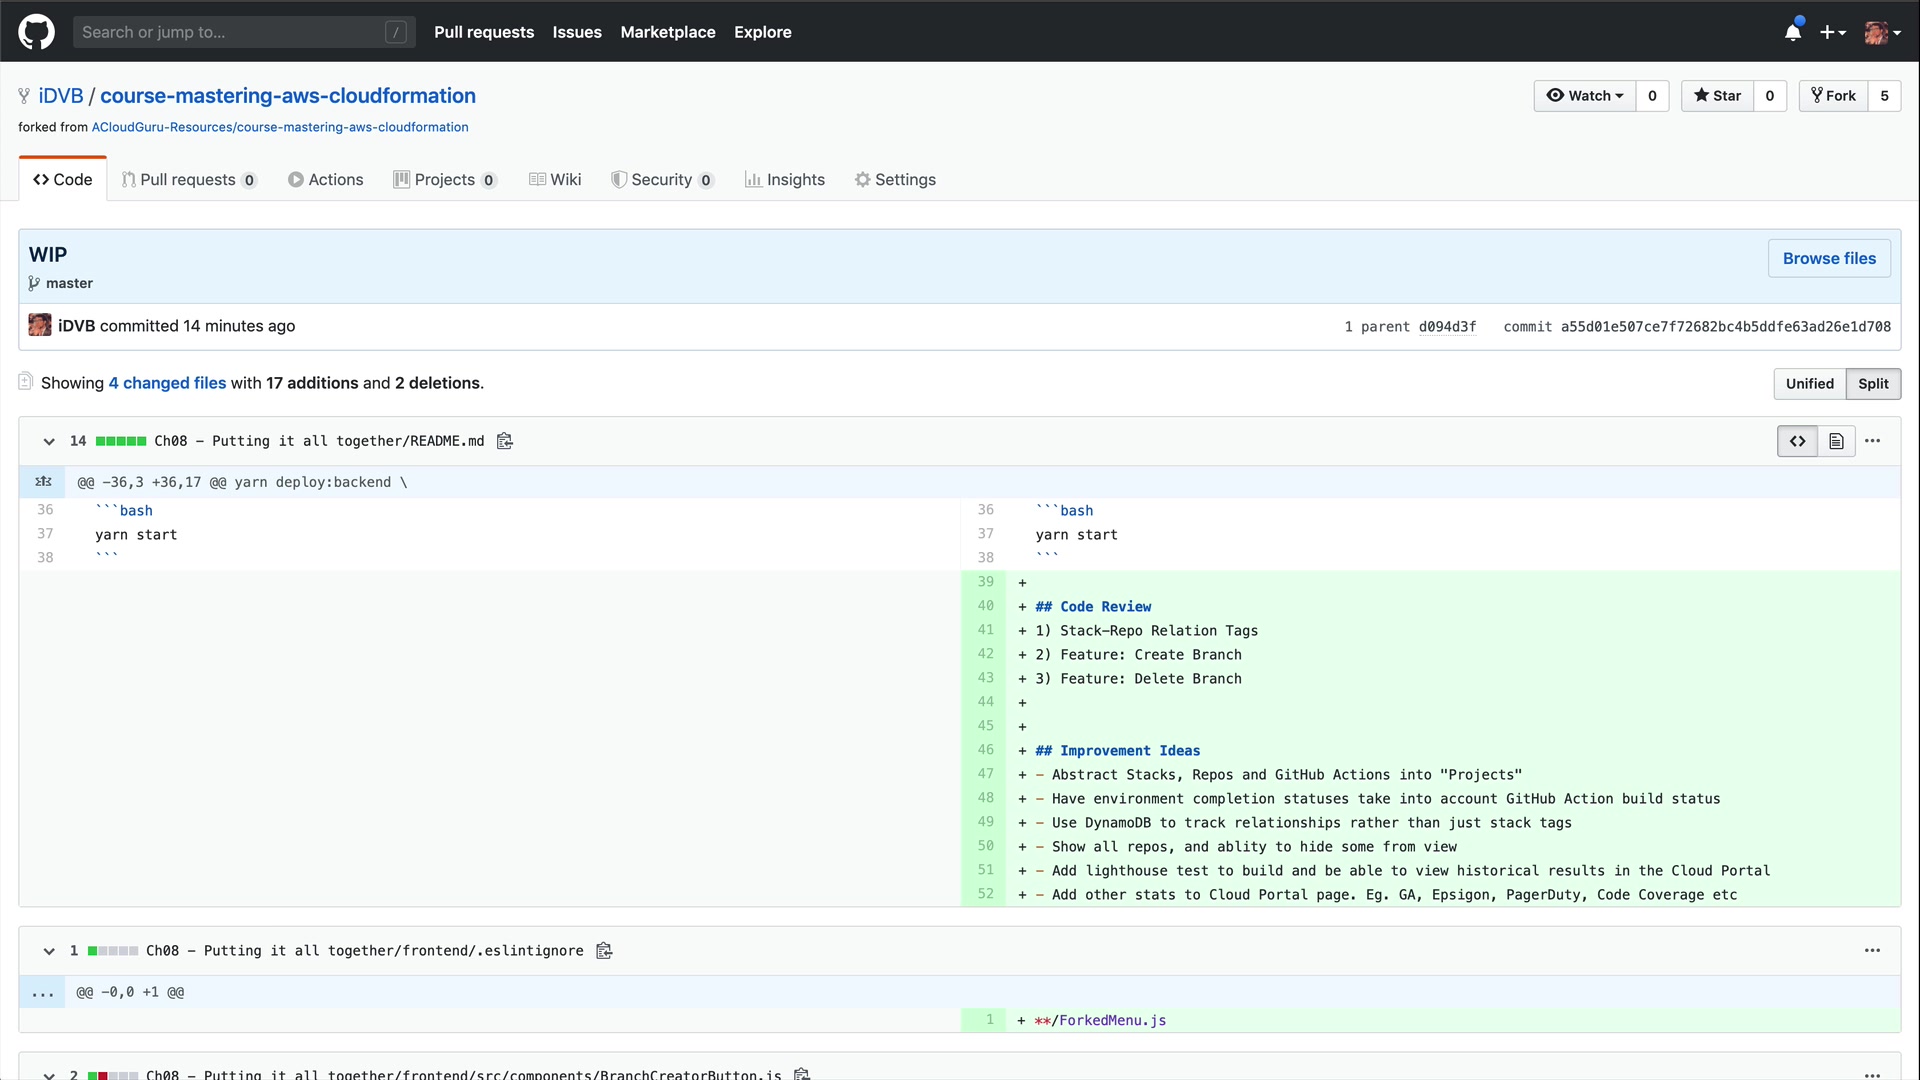 Search or jump to... /
Pull requests Issues Marketplace Explore
iDVB / course-mastering-aws-cloudformation
Watch 0 Star 0 Fork 5
forked from ACloudGuru-Resources/course-mastering-aws-cloudformation
Code Pull requests 0 Actions Projects 0 Wiki Security 0 Insights Settings
WIP
Browse files
master
iDVB committed 14 minutes ago
1 parent d094d3f commit a55d01e507ce7f72682bc4b5ddfe63ad26e1d708
Showing 4 changed files with 17 additions and 2 deletions.
Unified Split
14 Ch08 - Putting it all together/README.md
@@ -36,3 +36,17 @@ yarn deploy:backend \
36 ```bash 36 ```bash
37 yarn start 37 yarn start
38 ``` 38 ```
39 +
40 + ## Code Review
41 + 1) Stack-Repo Relation Tags
42 + 2) Feature: Create Branch
43 + 3) Feature: Delete Branch
44 +
45 +
46 + ## Improvement Ideas
47 + - Abstract Stacks, Repos and GitHub Actions into "Projects"
48 + - Have environment completion statuses take into account GitHub Action build status
49 + - Use DynamoDB to track relationships rather than just stack tags
50 + - Show all repos, and ablity to hide some from view
51 + - Add lighthouse test to build and be able to view historical results in the Cloud Portal
52 + - Add other stats to Cloud Portal page. Eg. GA, Epsigon, PagerDuty, Code Coverage etc
1 Ch08 - Putting it all together/frontend/.eslintignore
... @@ -0,0 +1 @@
1 + **/ForkedMenu.js
2 Ch08 - Putting it all together/frontend/src/components/BranchCreatorButton.js